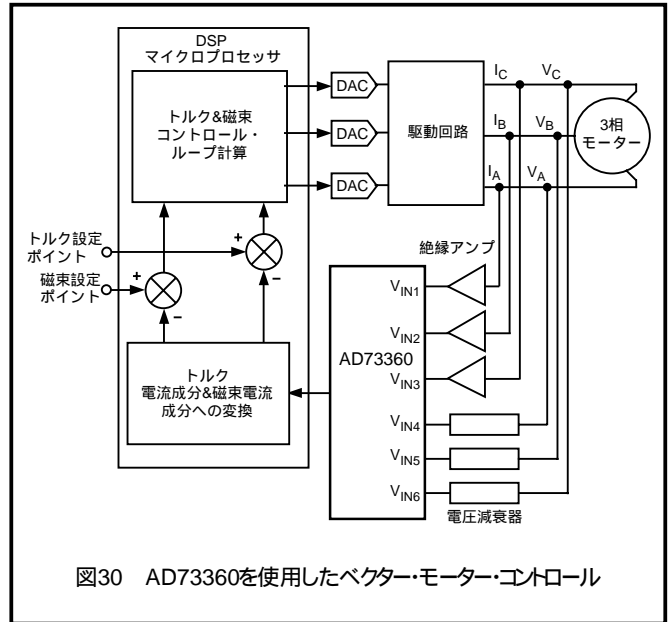 DSP
マイクロプロセッサ
トルク&磁束
コントロール・
ループ計算
DAC
DAC
DAC
駆動回路
IC
VC
IB
VB
IA
VA
3相
モーター
トルク設定
ポイント
磁束設定
ポイント
+
−
+
−
絶縁アンプ
トルク
電流成分&磁束電流
成分への変換
AD73360
VIN1
VIN2
VIN3
VIN4
VIN5
VIN6
電圧減衰器
図30 AD73360を使用したベクター・モーター・コントロール